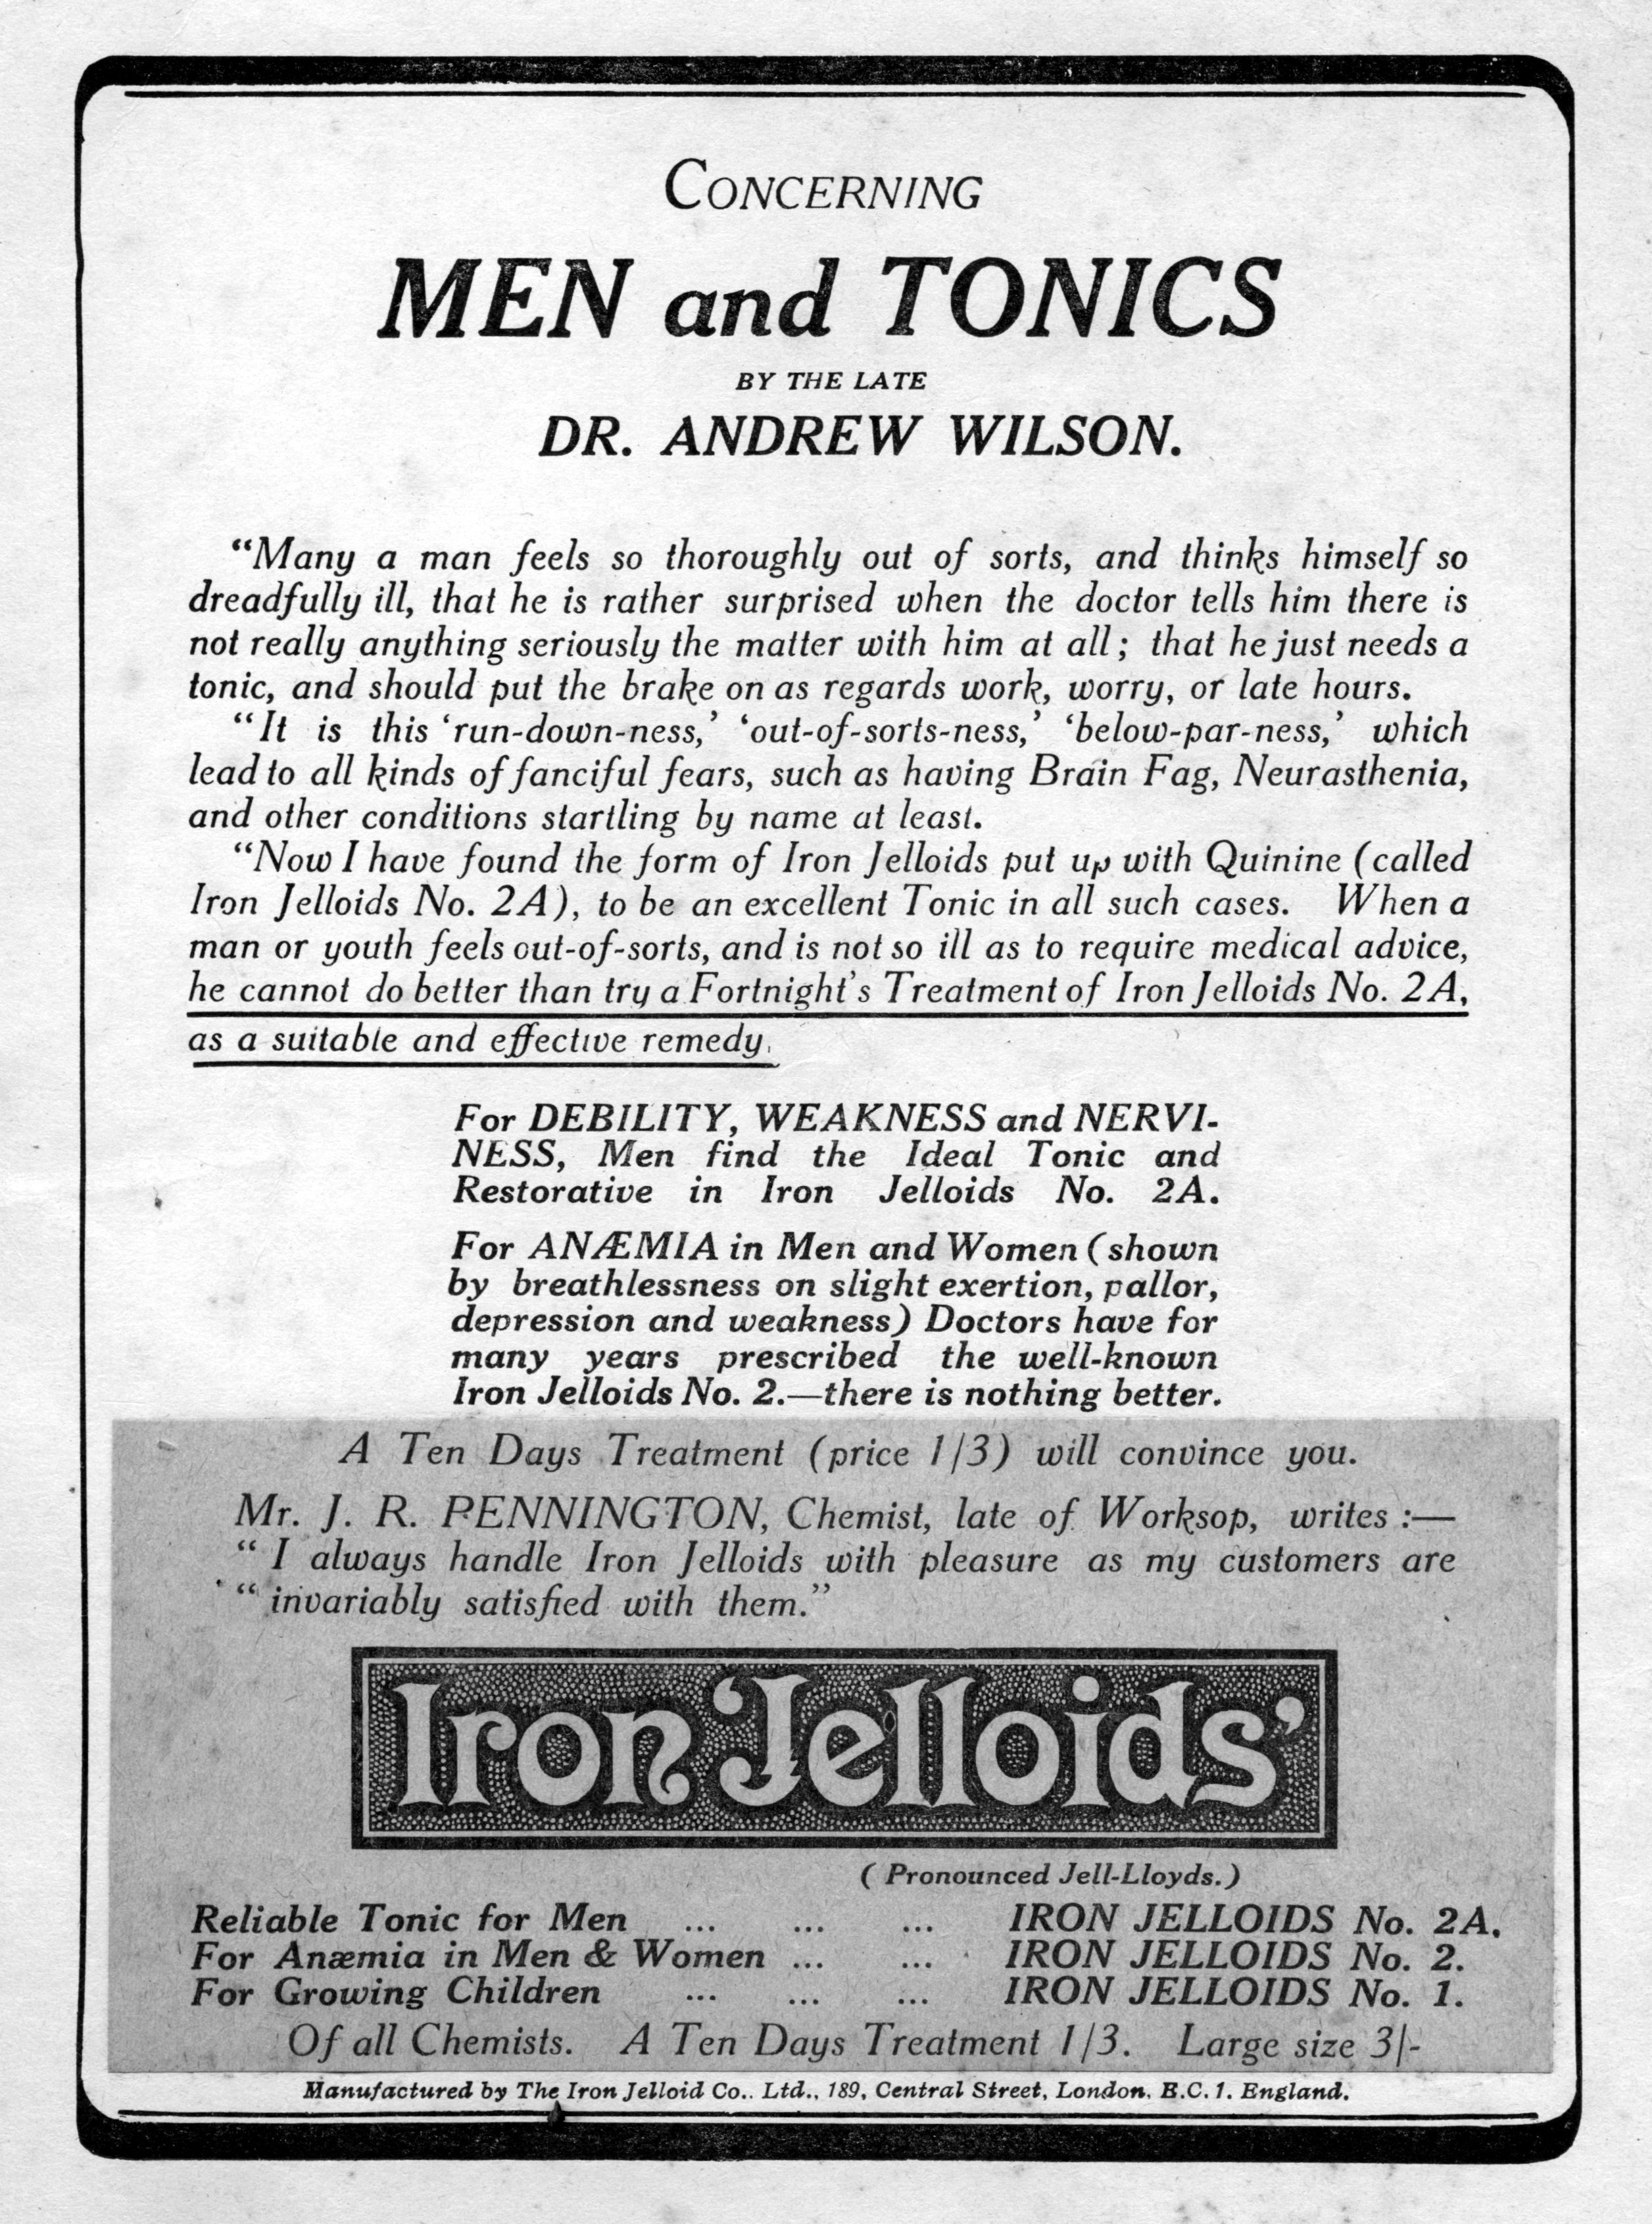 CONCERNING
MEN and TONICS
BY THE LATE
DR. ANDREW WILSON.
"Many a man feels so thoroughly out of sorts, and thinks himself so
dreadfully ill, that he is rather surprised when the doctor tells him there is
not really anything seriously the matter with him at all; that he just needs a
tonic, and should put the brake on as regards work, worry, or late hours.
"It is this 'run-down-ness,' 'out-of-sorts-ness,' 'below-par-ness,' which
lead to all kinds of fanciful fears, such as having Brain Fag, Neurasthenia,
and other conditions startling by name at least.
"Now I have found the form of Iron Jelloids put up with Quinine (called
Iron Jelloids No. 2A), to be an excellent Tonic in all such cases. When a
man or youth feels out-of-sorts, and is not so ill as to require medical advice,
he cannot do better than try a Fortnight's Treatment of Iron Jelloids No. 2A,
as a suitable and effective remedy.
For DEBILITY, WEAKNESS and NERVI-
NESS, Men find the Ideal Tonic and
Restorative in Iron Jelloids No. 2A.
For ANÆMIA in Men and Women (shown
by breathlessness on slight exertion, pallor,
depression and weakness) Doctors have for
many years prescribed the well-known
Iron Jelloids No. 2.—there is nothing better.
A Ten Days Treatment (price 1/3) will convince you.
Mr. J. R. PENNINGTON, Chemist, late of Worksop, writes :—
" I always handle Iron Jelloids with pleasure as my customers are
" invariably satisfied with them."
Iron 'Jelloids'
( Pronounced Jell-Lloyds.)
Reliable Tonic for Men ... ... ... IRON JELLOIDS No. 2A.
For Anæmia in Men & Women ... ... IRON JELLOIDS No. 2.
For Growing Children ... ... ... IRON JELLOIDS No. 1.
Of all Chemists. A Ten Days Treatment 1/3. Large size 3/-
Manufactured by The Iron Jelloid Co., Ltd., 189, Central Street, London, E.C.1. England.